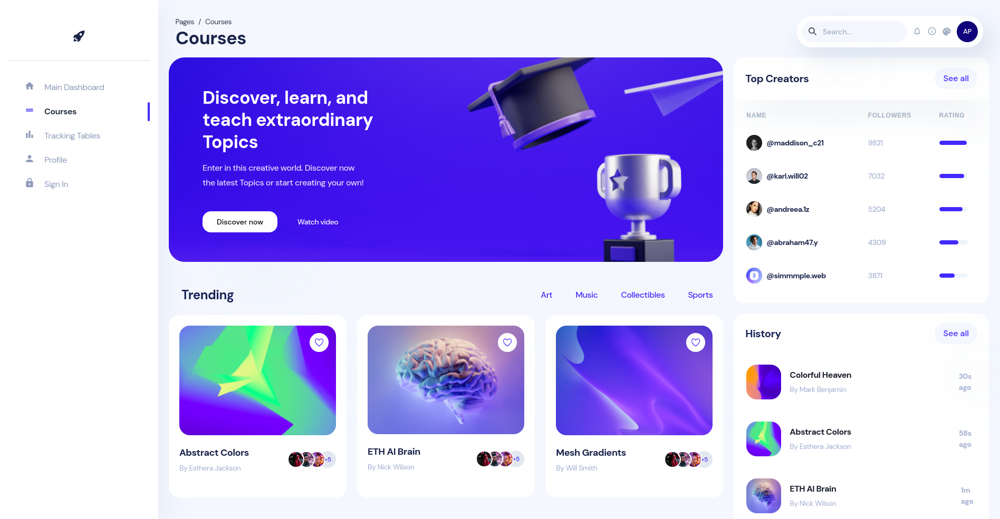 Pages / Courses
Courses
Search...
AP
Main Dashboard
Courses
Tracking Tables
Profile
Sign In
Discover, learn, and
teach extraordinary
Topics
Enter in this creative world. Discover now
the latest Topics or start creating your own!
Discover now
Watch video
Trending
Art
Music
Collectibles
Sports
Abstract Colors
By Esthera Jackson
+5
ETH AI Brain
By Nick Wilson
+5
Mesh Gradients
By Will Smith
+5
Top Creators
See all
NAME FOLLOWERS RATING
@maddison_c21 9821
@karl.will02 7032
@andreea.1z 5204
@abraham47.y 4309
@simmmple.web 3871
History
See all
Colorful Heaven
By Mark Benjamin
30s
ago
Abstract Colors
By Esthera Jackson
58s
ago
ETH AI Brain
By Nick Wilson
1m
ago